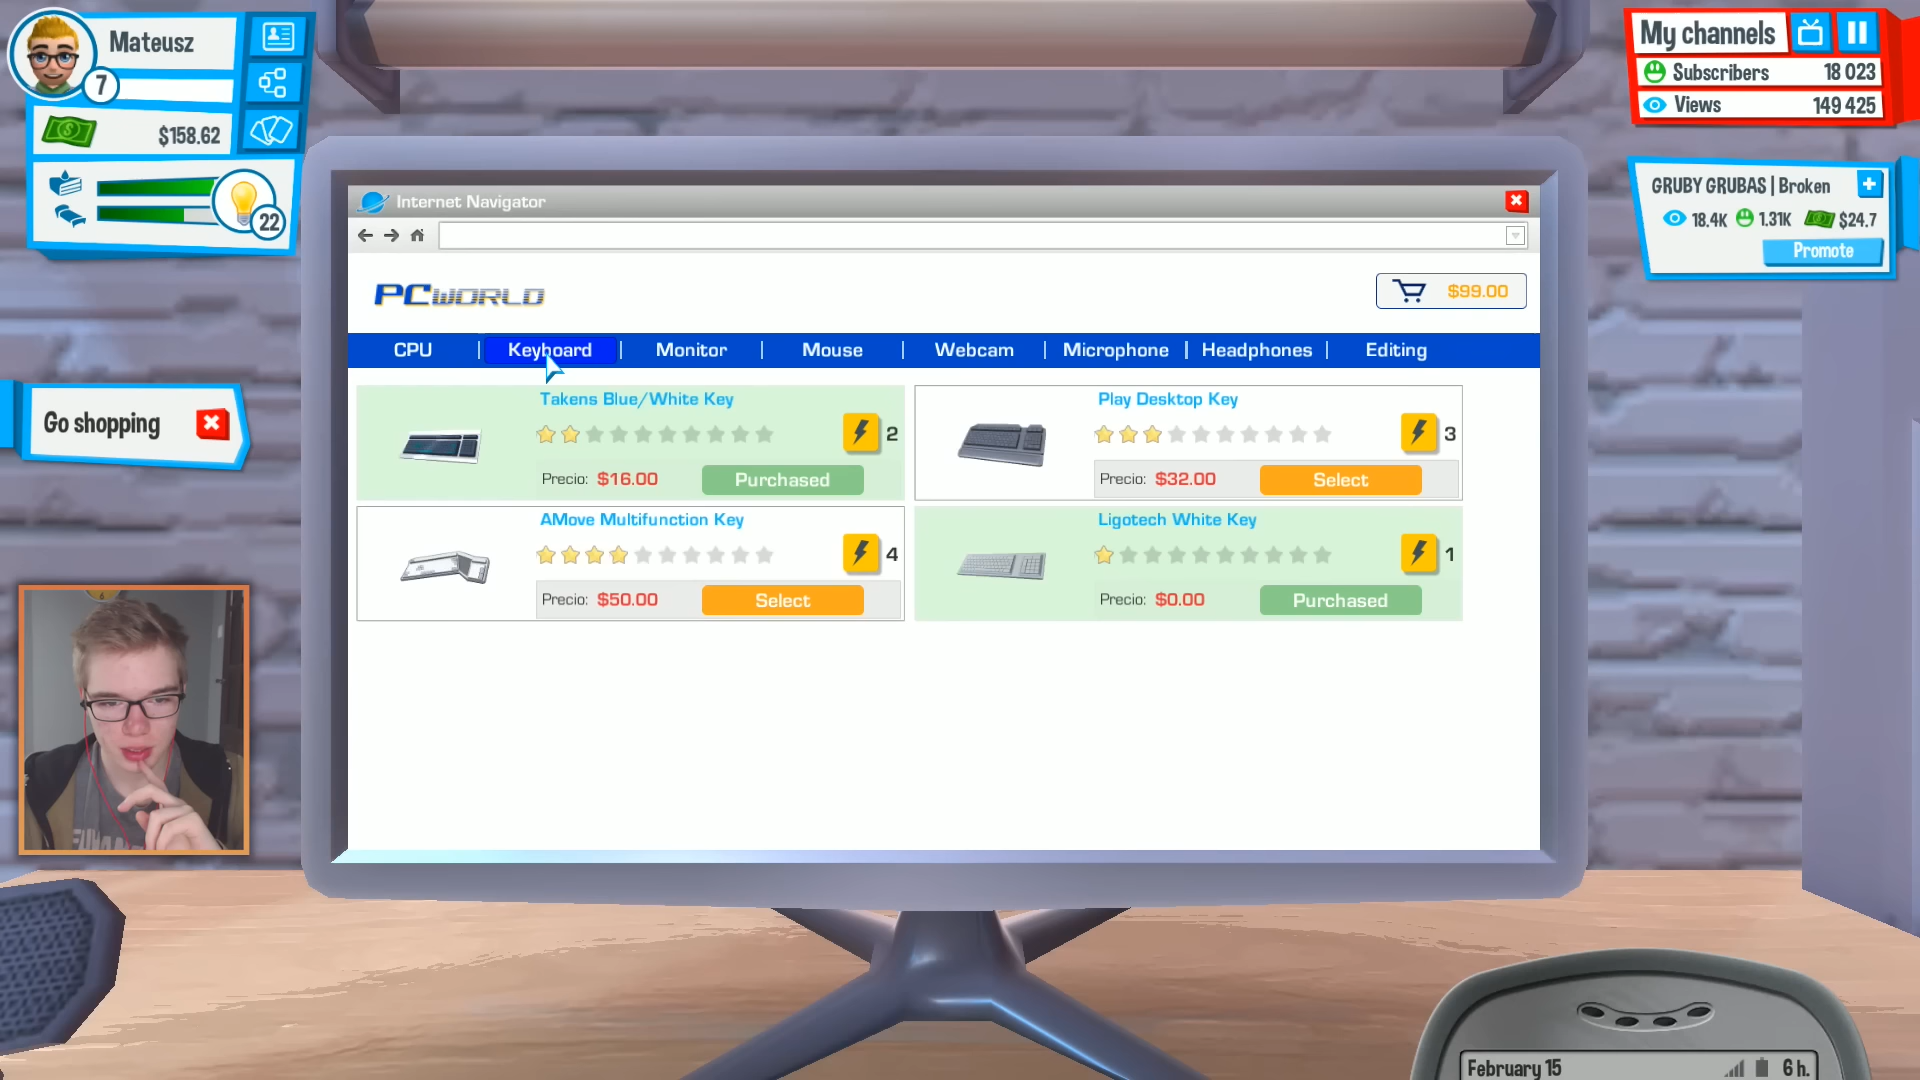 Mateusz
7
$158.62
22
My channels
Subscribers 18 023
Views 149 425
GRUBY GRUBAS | Broken
18.4K 1.31K $24.7
Promote
Go shopping
Internet Navigator
PCWORLD
$99.00
CPU | Keyboard | Monitor | Mouse | Webcam | Microphone | Headphones | Editing
Takens Blue/White Key
2
Precio: $16.00 Purchased
Play Desktop Key
3
Precio: $32.00 Select
AMove Multifunction Key
4
Precio: $50.00 Select
Ligotech White Key
1
Precio: $0.00 Purchased
February 15 6 h.